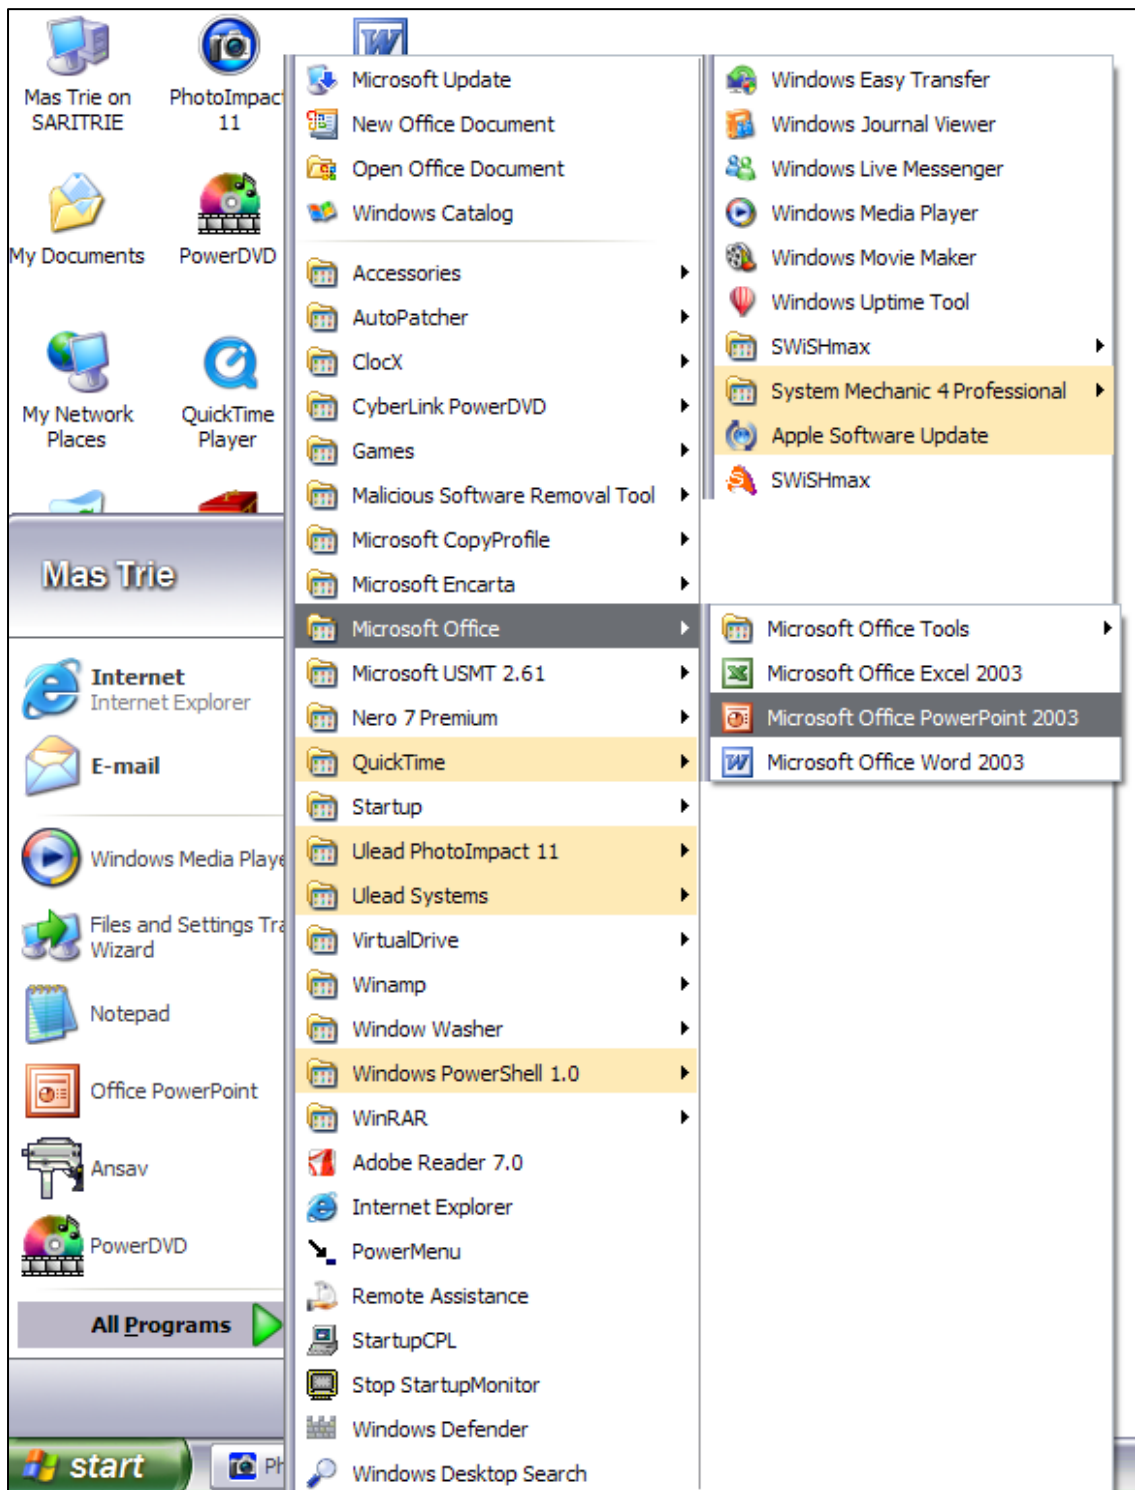 Mas Trie on
SARITRIE
PhotoImpact
11
My Documents
PowerDVD
My Network
Places
QuickTime
Player
Mas Trie
Internet
Internet Explorer
E-mail
Windows Media Playe
Files and Settings Tra
Wizard
Notepad
Office PowerPoint
Ansav
PowerDVD
All Programs
start
Ph
Microsoft Update
New Office Document
Open Office Document
Windows Catalog
Accessories
AutoPatcher
ClocX
CyberLink PowerDVD
Games
Malicious Software Removal Tool
Microsoft CopyProfile
Microsoft Encarta
Microsoft Office
Microsoft USMT 2.61
Nero 7 Premium
QuickTime
Startup
Ulead PhotoImpact 11
Ulead Systems
VirtualDrive
Winamp
Window Washer
Windows PowerShell 1.0
WinRAR
Adobe Reader 7.0
Internet Explorer
PowerMenu
Remote Assistance
StartupCPL
Stop StartupMonitor
Windows Defender
Windows Desktop Search
Windows Easy Transfer
Windows Journal Viewer
Windows Live Messenger
Windows Media Player
Windows Movie Maker
Windows Uptime Tool
SWiSHmax
System Mechanic 4 Professional
Apple Software Update
SWiSHmax
Microsoft Office Tools
Microsoft Office Excel 2003
Microsoft Office PowerPoint 2003
Microsoft Office Word 2003